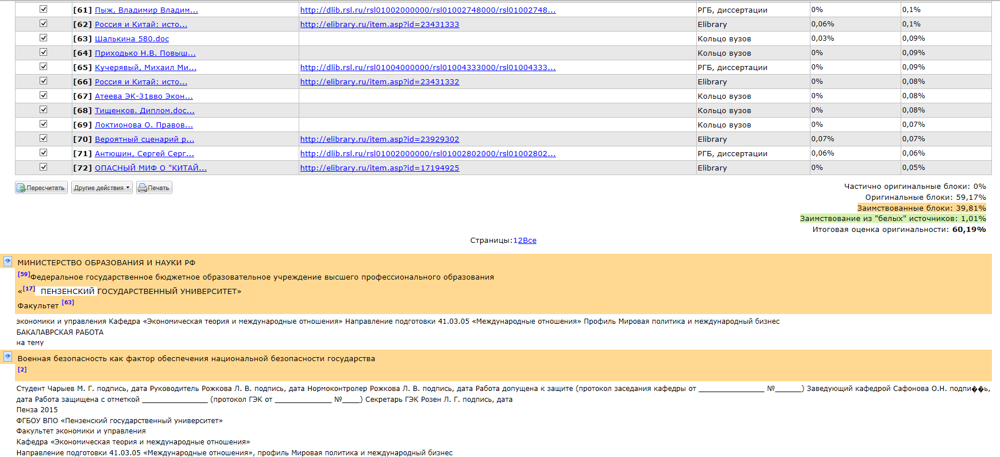 [61] Пыж, Владимир Владим... http://dlib.rsl.ru/rsl01002000000/rsl01002748000/rsl01002748... РГБ, диссертации 0% 0,1%
[62] Россия и Китай: исто... http://elibrary.ru/item.asp?id=23431333 Elibrary 0,06% 0,1%
[63] Шалькина 580.doc Кольцо вузов 0,03% 0,09%
[64] Приходько Н.В. Повыш... Кольцо вузов 0% 0,09%
[65] Кучерявый, Михаил Ми... http://dlib.rsl.ru/rsl01004000000/rsl01004333000/rsl01004333... РГБ, диссертации 0% 0,09%
[66] Россия и Китай: исто... http://elibrary.ru/item.asp?id=23431332 Elibrary 0% 0,08%
[67] Атеева ЭК-31вво Экон... Кольцо вузов 0% 0,08%
[68] Тищенков. Диплом.doc... Кольцо вузов 0% 0,08%
[69] Локтионова О. Правов... Кольцо вузов 0% 0,07%
[70] Вероятный сценарий р... http://elibrary.ru/item.asp?id=23929302 Elibrary 0,07% 0,07%
[71] Антюшин, Сергей Серг... http://dlib.rsl.ru/rsl01002000000/rsl01002802000/rsl01002802... РГБ, диссертации 0,06% 0,06%
[72] ОПАСНЫЙ МИФ О "КИТАЙ... http://elibrary.ru/item.asp?id=17194925 Elibrary 0% 0,05%
Пересчитать Другие действия Печать
Частично оригинальные блоки: 0%
Оригинальные блоки: 59,17%
Заимствованные блоки: 39,81%
Заимствование из "белых" источников: 1,01%
Итоговая оценка оригинальности: 60,19%
Страницы:12Все
МИНИСТЕРСТВО ОБРАЗОВАНИЯ И НАУКИ РФ
[59]Федеральное государственное бюджетное образовательное учреждение высшего профессионального образования
«[17] ПЕНЗЕНСКИЙ ГОСУДАРСТВЕННЫЙ УНИВЕРСИТЕТ»
Факультет [63]
экономики и управления Кафедра «Экономическая теория и международные отношения» Направление подготовки 41.03.05 «Международные отношения» Профиль Мировая политика и международный бизнес
БАКАЛАВРСКАЯ РАБОТА
на тему
Военная безопасность как фактор обеспечения национальной безопасности государства
[2]
Студент Чарыев М. Г. подпись, дата Руководитель Рожкова Л. В. подпись, дата Нормоконтролер Рожкова Л. В. подпись, дата Работа допущена к защите (протокол заседания кафедры от _______________ №______) Заведующий кафедрой Сафонова О.Н. подпи��ь,
дата Работа защищена с отметкой _______________ (протокол ГЭК от _____________ №____) Секретарь ГЭК Розен Л. Г. подпись, дата
Пенза 2015
ФГБОУ ВПО «Пензенский государственный университет»
Факультет экономики и управления
Кафедра «Экономическая теория и международные отношения»
Направление подготовки 41.03.05 «Международные отношения», профиль Мировая политика и международный бизнес